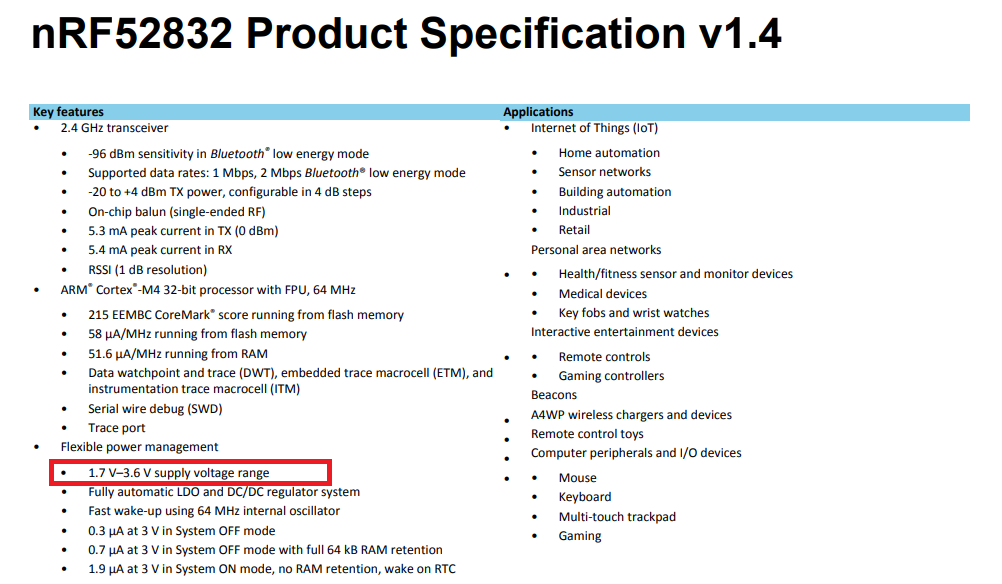 nRF52832 Product Specification v1.4
Key features
• 2.4 GHz transceiver
• -96 dBm sensitivity in Bluetooth® low energy mode
• Supported data rates: 1 Mbps, 2 Mbps Bluetooth® low energy mode
• -20 to +4 dBm TX power, configurable in 4 dB steps
• On-chip balun (single-ended RF)
• 5.3 mA peak current in TX (0 dBm)
• 5.4 mA peak current in RX
• RSSI (1 dB resolution)
• ARM® Cortex®-M4 32-bit processor with FPU, 64 MHz
• 215 EEMBC CoreMark® score running from flash memory
• 58 μA/MHz running from flash memory
• 51.6 μA/MHz running from RAM
• Data watchpoint and trace (DWT), embedded trace macrocell (ETM), and
instrumentation trace macrocell (ITM)
• Serial wire debug (SWD)
• Trace port
• Flexible power management
• 1.7 V–3.6 V supply voltage range
• Fully automatic LDO and DC/DC regulator system
• Fast wake-up using 64 MHz internal oscillator
• 0.3 μA at 3 V in System OFF mode
• 0.7 μA at 3 V in System OFF mode with full 64 kB RAM retention
• 1.9 μA at 3 V in System ON mode, no RAM retention, wake on RTC
Applications
• Internet of Things (IoT)
• Home automation
• Sensor networks
• Building automation
• Industrial
• Retail
Personal area networks
• • Health/fitness sensor and monitor devices
• Medical devices
• Key fobs and wrist watches
Interactive entertainment devices
• • Remote controls
• Gaming controllers
Beacons
• A4WP wireless chargers and devices
• Remote control toys
• Computer peripherals and I/O devices
• • Mouse
• Keyboard
• Multi-touch trackpad
• Gaming